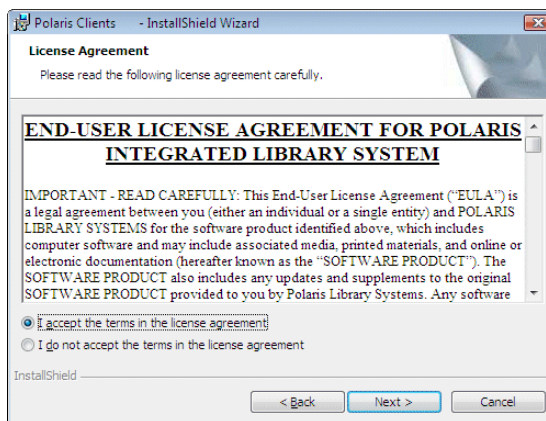 Polaris Clients - InstallShield Wizard
License Agreement
Please read the following license agreement carefully.
END-USER LICENSE AGREEMENT FOR POLARIS
INTEGRATED LIBRARY SYSTEM
IMPORTANT - READ CAREFULLY: This End-User License Agreement (“EULA”) is
a legal agreement between you (either an individual or a single entity) and POLARIS
LIBRARY SYSTEMS for the software product identified above, which includes
computer software and may include associated media, printed materials, and online or
electronic documentation (hereafter known as the “SOFTWARE PRODUCT”). The
SOFTWARE PRODUCT also includes any updates and supplements to the original
SOFTWARE PRODUCT provided to you by Polaris Library Systems. Any software
I accept the terms in the license agreement
I do not accept the terms in the license agreement
InstallShield
< Back Next > Cancel